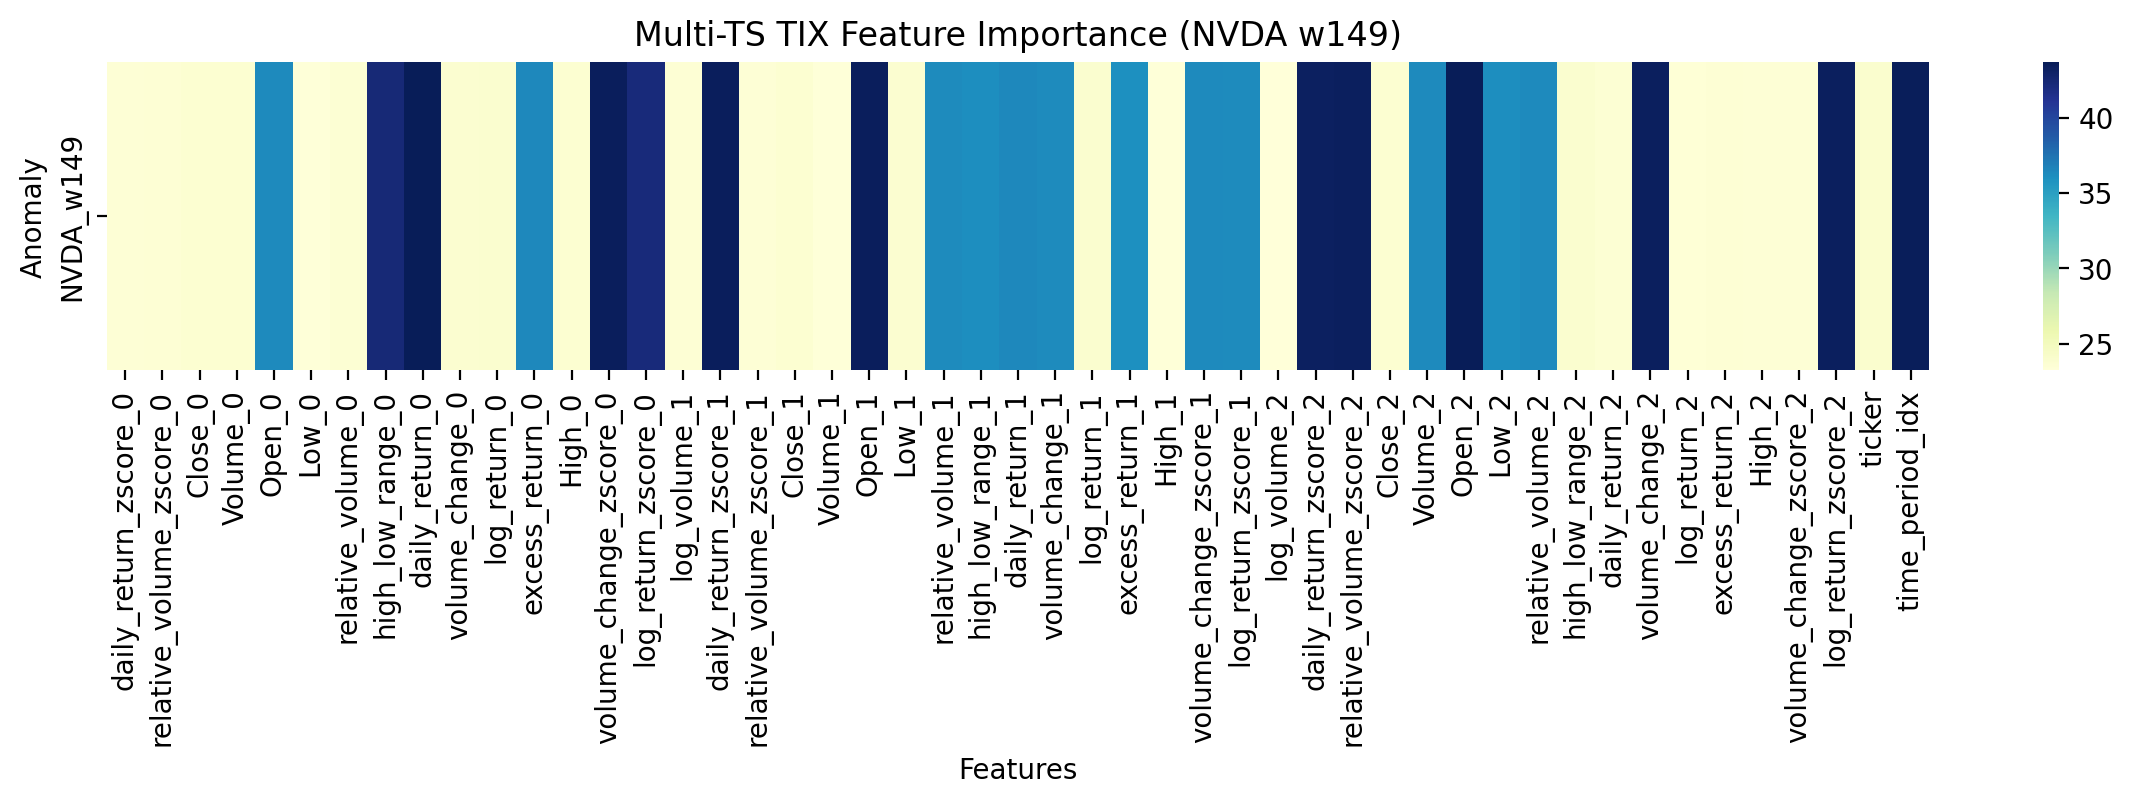 Multi-TS TIX Feature Importance (NVDA w149)
Anomaly
NVDA_w149
40
35
30
25
daily_return_zscore_0
relative_volume_zscore_0
Close_0
Volume_0
Open_0
Low_0
relative_volume_0
high_low_range_0
daily_return_0
volume_change_0
log_return_0
excess_return_0
High_0
volume_change_zscore_0
log_return_zscore_0
log_volume_1
daily_return_zscore_1
relative_volume_zscore_1
Close_1
Volume_1
Open_1
Low_1
relative_volume_1
high_low_range_1
daily_return_1
volume_change_1
log_return_1
excess_return_1
High_1
volume_change_zscore_1
log_return_zscore_1
log_volume_2
daily_return_zscore_2
relative_volume_zscore_2
Close_2
Volume_2
Open_2
Low_2
relative_volume_2
high_low_range_2
daily_return_2
volume_change_2
log_return_2
excess_return_2
High_2
volume_change_zscore_2
log_return_zscore_2
ticker
time_period_idx
Features